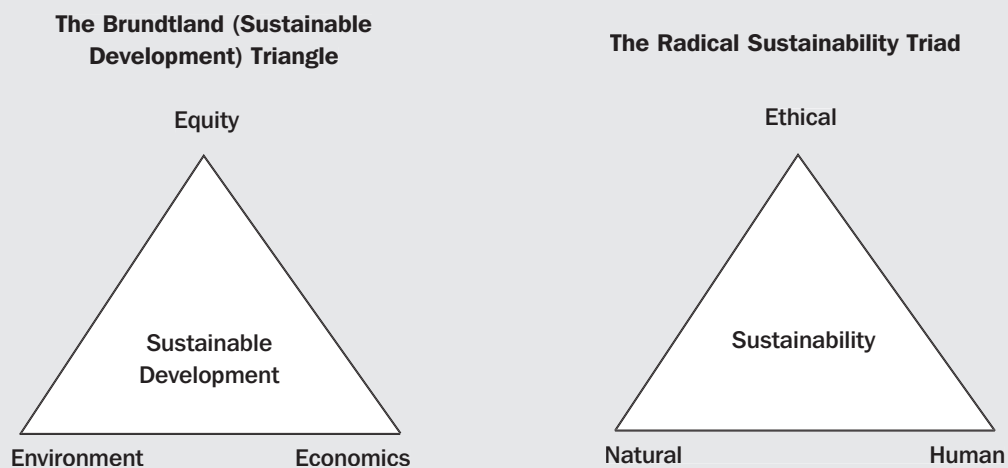 The Brundtland (Sustainable
Development) Triangle
Equity
Sustainable
Development
Environment
Economics
The Radical Sustainability Triad
Ethical
Sustainability
Natural
Human